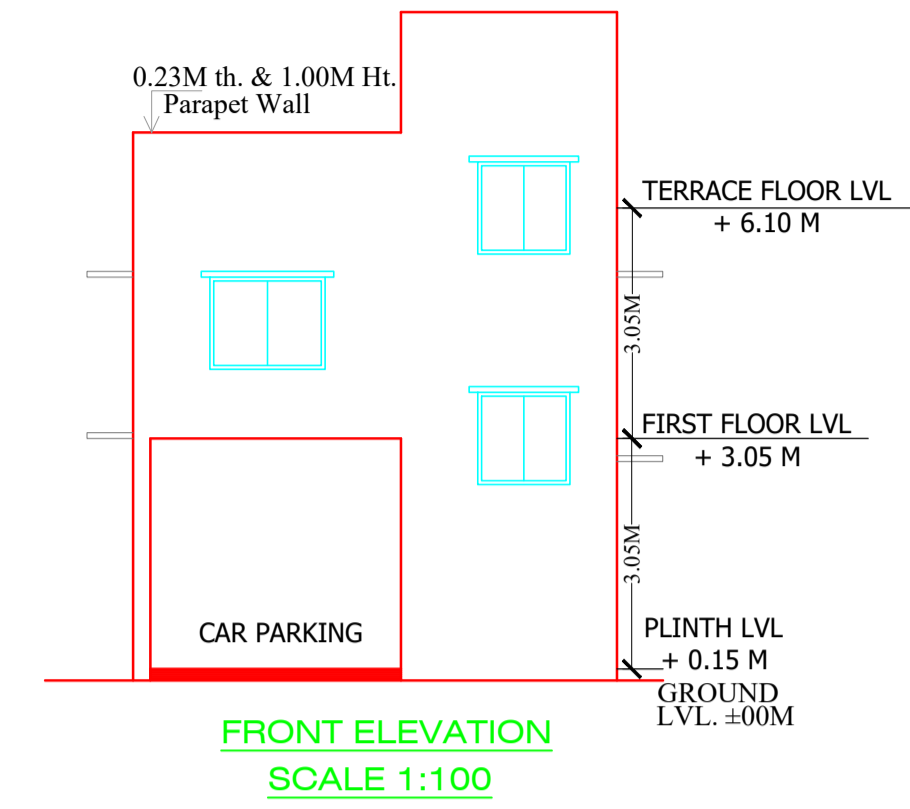 0.23M th. & 1.00M Ht.
Parapet Wall
TERRACE FLOOR LVL
+ 6.10 M
3.05M
FIRST FLOOR LVL
+ 3.05 M
3.05M
CAR PARKING
PLINTH LVL
+ 0.15 M
GROUND
LVL. ±00M
FRONT ELEVATION
SCALE 1:100